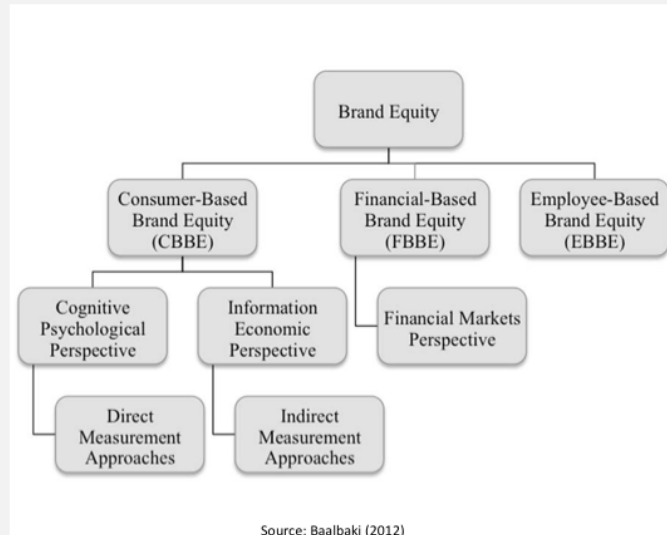 Brand Equity
Consumer-Based
Brand Equity
(CBBE)
Financial-Based
Brand Equity
(FBBE)
Employee-Based
Brand Equity
(EBBE)
Cognitive
Psychological
Perspective
Information
Economic
Perspective
Financial Markets
Perspective
Direct
Measurement
Approaches
Indirect
Measurement
Approaches
Source: Baalbaki (2012)